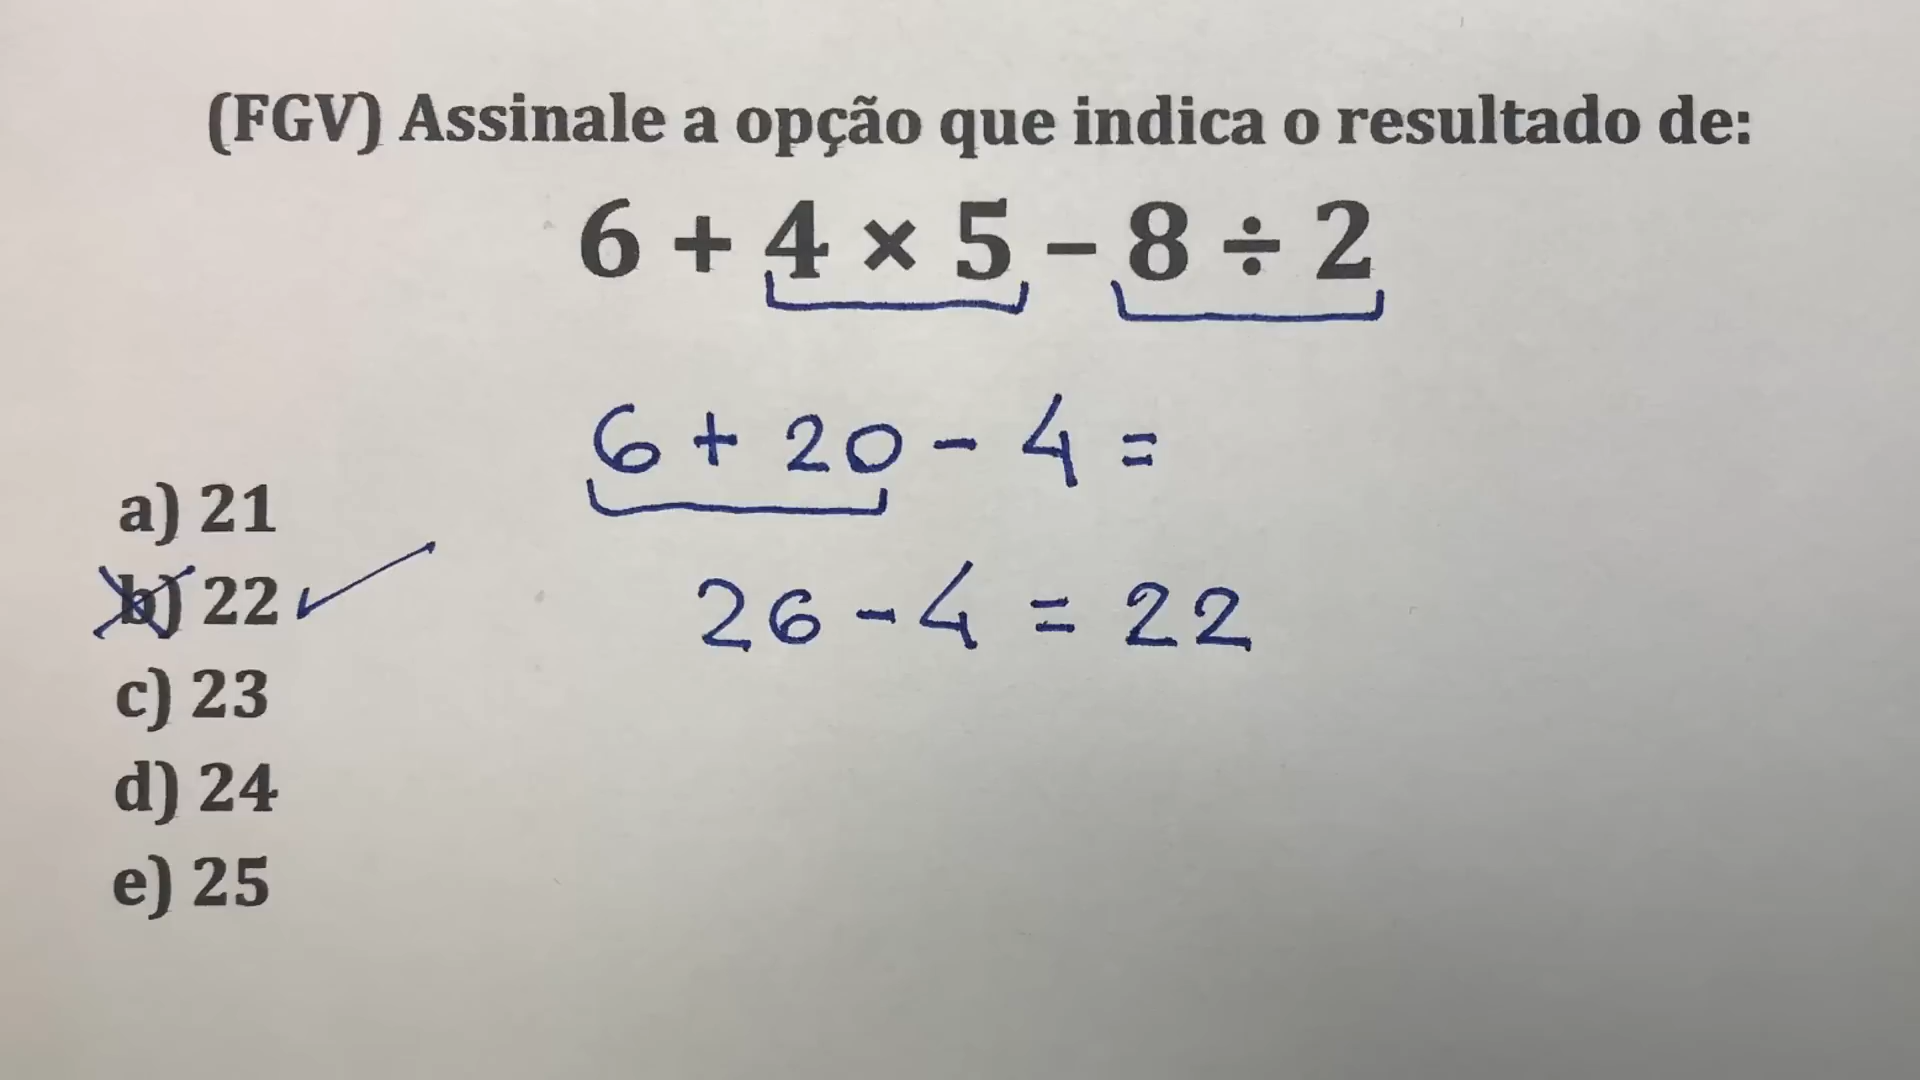 (FGV) Assinale a opção que indica o resultado de:
6 + 4 × 5 – 8 ÷ 2
6 + 20 - 4 =
a) 21
b) 22
26 - 4 = 22
c) 23
d) 24
e) 25